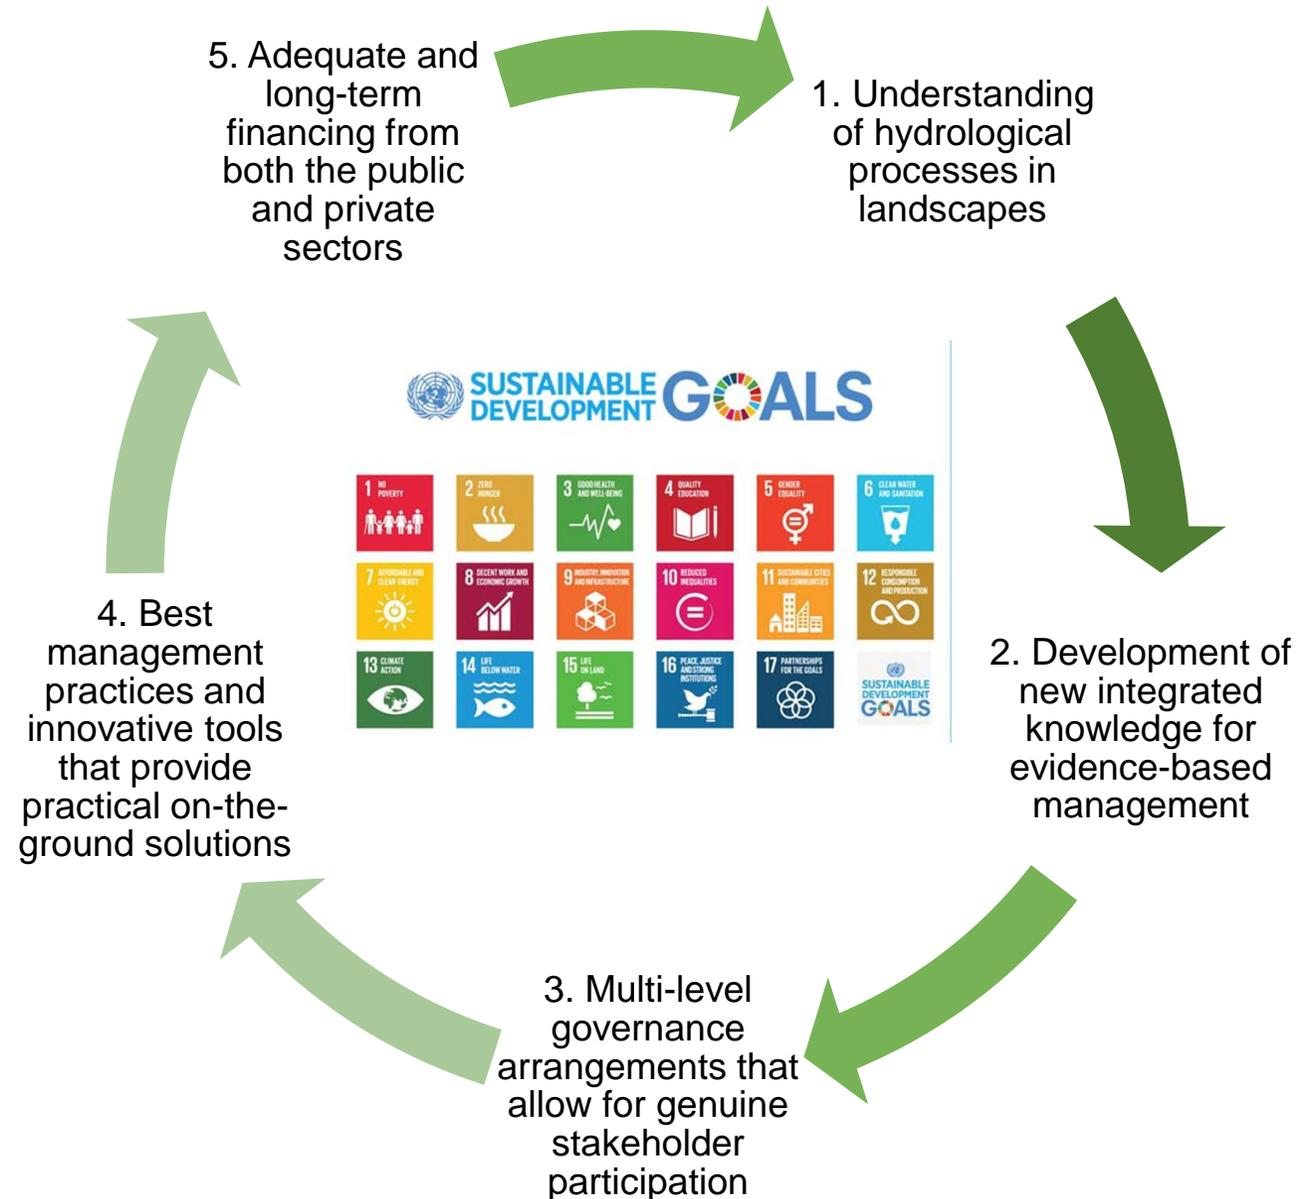 5. Adequate and
long-term
financing from
both the public
and private
sectors
1. Understanding
of hydrological
processes in
landscapes
SUSTAINABLE
DEVELOPMENT
GOALS
1 NO
POVERTY
2 ZERO
HUNGER
3 GOOD HEALTH
AND WELL-BEING
4 QUALITY
EDUCATION
5 GENDER
EQUALITY
6 CLEAN WATER
AND SANITATION
7 AFFORDABLE AND
CLEAN ENERGY
8 DECENT WORK AND
ECONOMIC GROWTH
9 INDUSTRY, INNOVATION
AND INFRASTRUCTURE
10 REDUCED
INEQUALITIES
11 SUSTAINABLE CITIES
AND COMMUNITIES
12 RESPONSIBLE
CONSUMPTION
AND PRODUCTION
13 CLIMATE
ACTION
14 LIFE
BELOW WATER
15 LIFE
ON LAND
16 PEACE, JUSTICE
AND STRONG
INSTITUTIONS
17 PARTNERSHIPS
FOR THE GOALS
SUSTAINABLE
DEVELOPMENT
GOALS
2. Development of
new integrated
knowledge for
evidence-based
management
3. Multi-level
governance
arrangements that
allow for genuine
stakeholder
participation
4. Best
management
practices and
innovative tools
that provide
practical on-the-
ground solutions